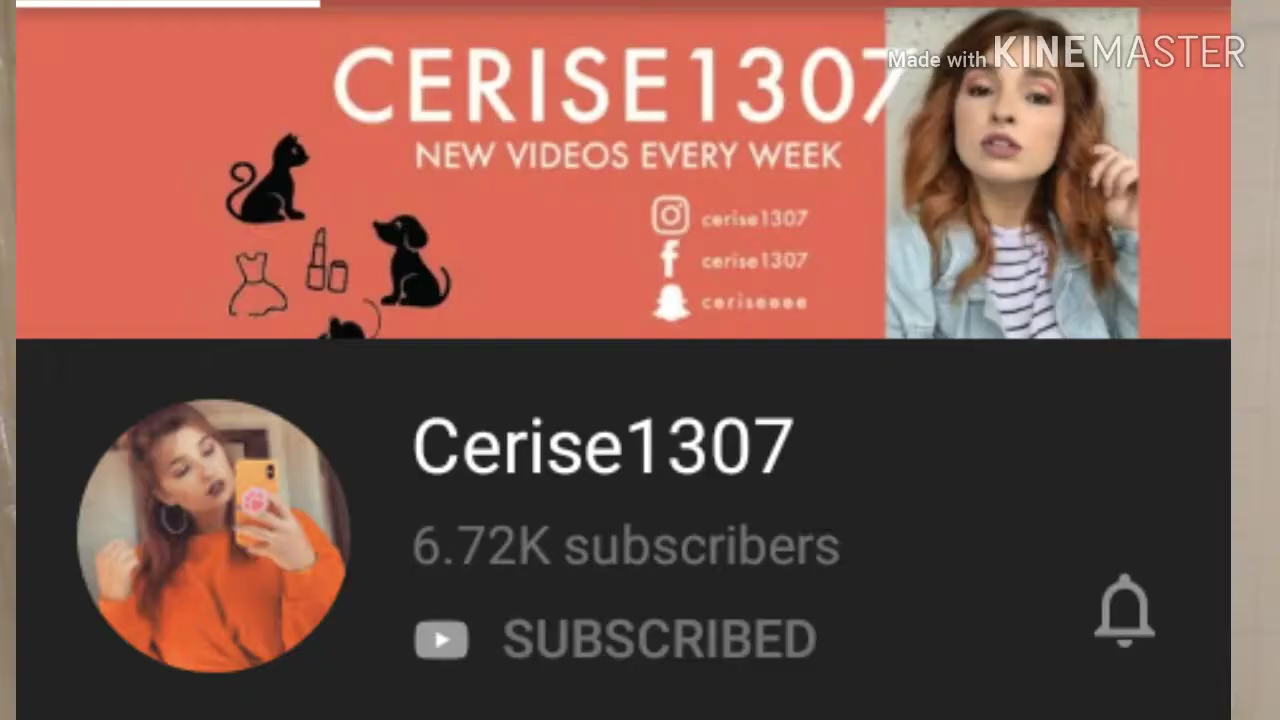 CERISE1307
Made with KINEMASTER
NEW VIDEOS EVERY WEEK
cerise1307
cerise1307
ceriseeee
Cerise1307
6.72K subscribers
SUBSCRIBED